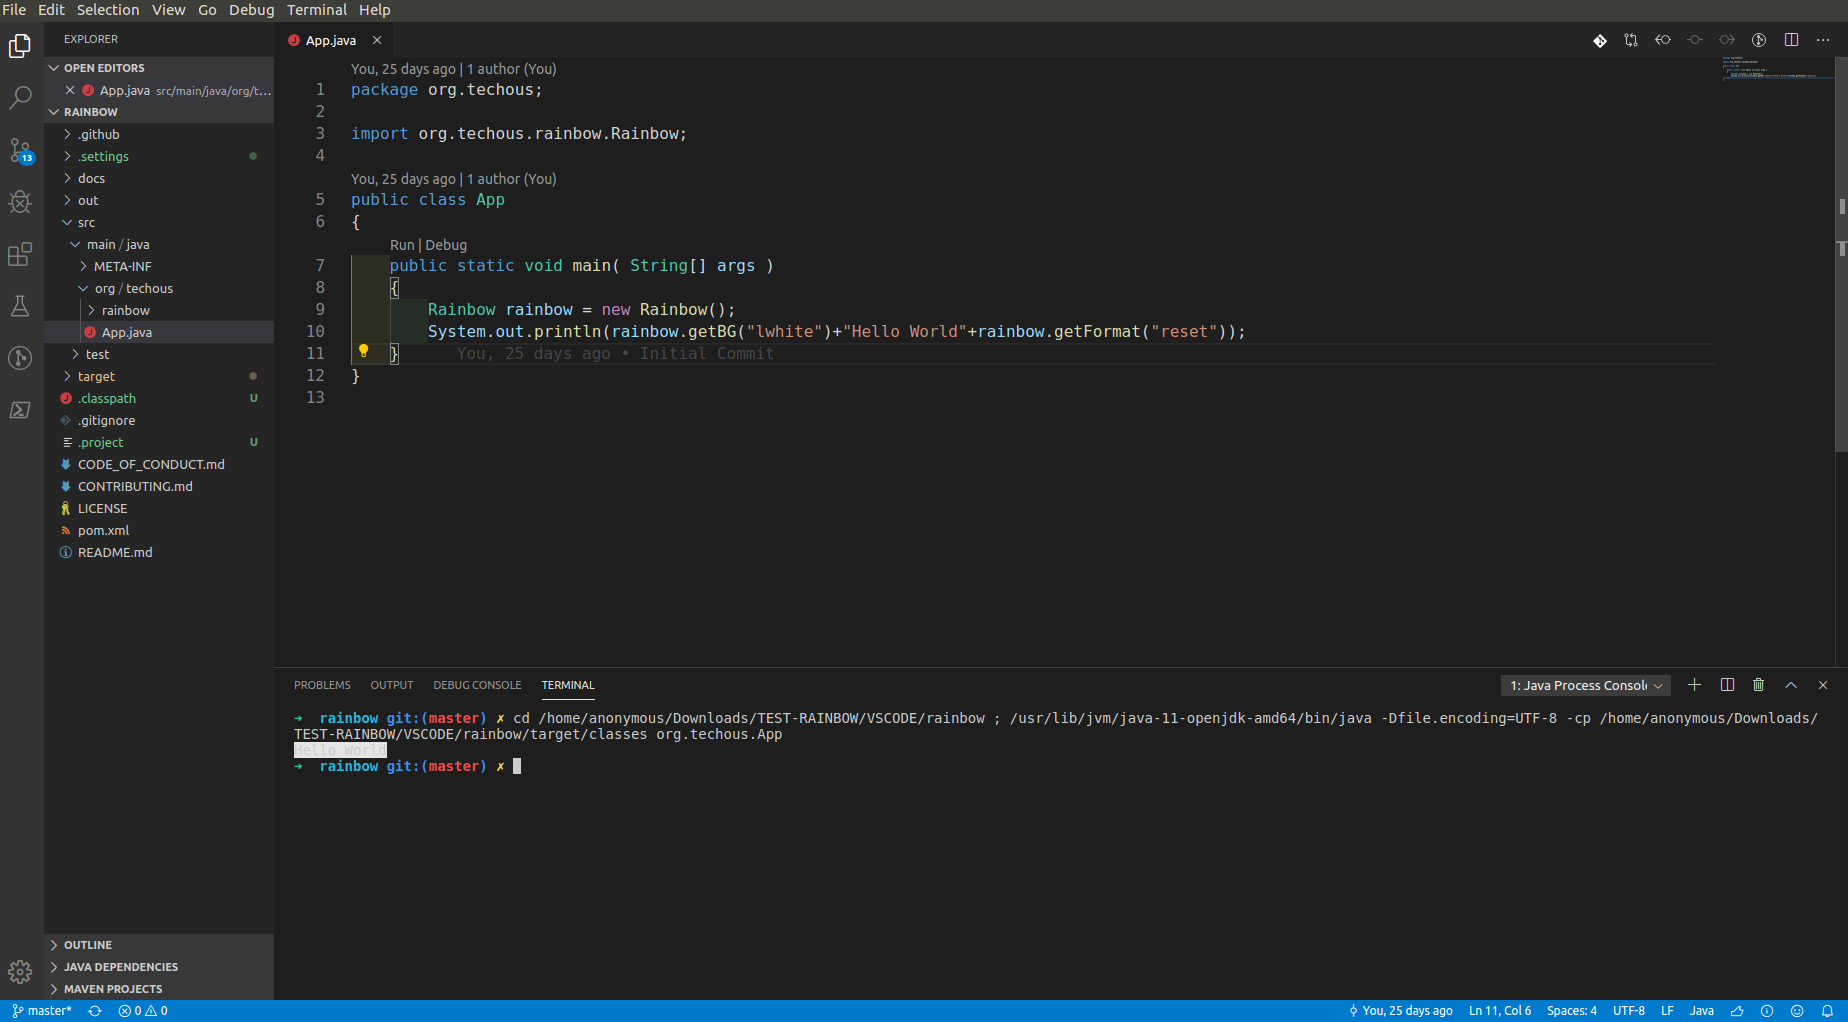 File Edit Selection View Go Debug Terminal Help
EXPLORER
OPEN EDITORS
App.java src/main/java/org/t...
RAINBOW
.github
.settings
docs
out
src
main / java
META-INF
org / techous
rainbow
App.java
test
target
.classpath U
.gitignore
.project U
CODE_OF_CONDUCT.md
CONTRIBUTING.md
LICENSE
pom.xml
README.md
OUTLINE
JAVA DEPENDENCIES
MAVEN PROJECTS
13
App.java
You, 25 days ago | 1 author (You)
1 package org.techous;
2
3 import org.techous.rainbow.Rainbow;
4
You, 25 days ago | 1 author (You)
5 public class App
6 {
Run | Debug
7 public static void main( String[] args )
8 {
9 Rainbow rainbow = new Rainbow();
10 System.out.println(rainbow.getBG("lwhite")+"Hello World"+rainbow.getFormat("reset"));
11 } You, 25 days ago • Initial Commit
12 }
13
PROBLEMS OUTPUT DEBUG CONSOLE TERMINAL
1: Java Process Consol
➜ rainbow git:(master) ✗ cd /home/anonymous/Downloads/TEST-RAINBOW/VSCODE/rainbow ; /usr/lib/jvm/java-11-openjdk-amd64/bin/java -Dfile.encoding=UTF-8 -cp /home/anonymous/Downloads/
TEST-RAINBOW/VSCODE/rainbow/target/classes org.techous.App
Hello World
➜ rainbow git:(master) ✗
master* 0 0 You, 25 days ago Ln 11, Col 6 Spaces: 4 UTF-8 LF Java